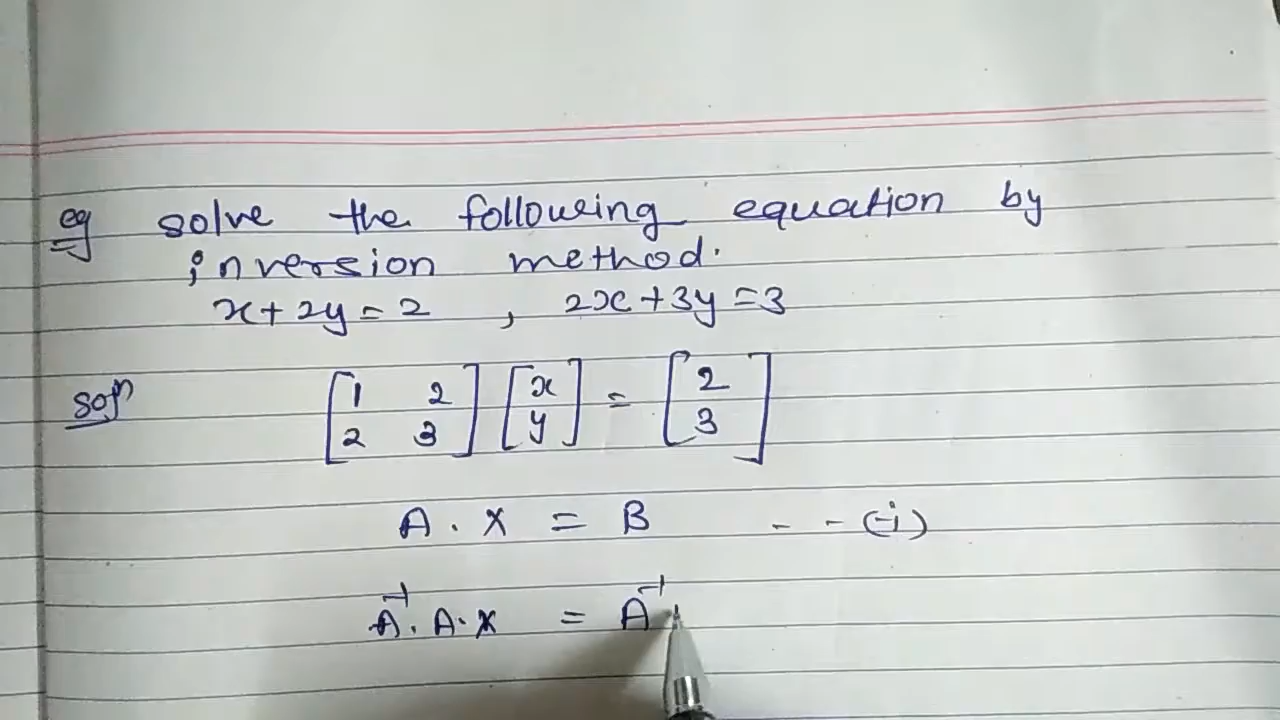 eg solve the following equation by
inversion method.
x + 2y = 2 , 2x + 3y = 3
Solⁿ [1 2
2 3] [x
y] = [2
3]
A . X = B - - (i)
A⁻¹ . A . X = A⁻¹